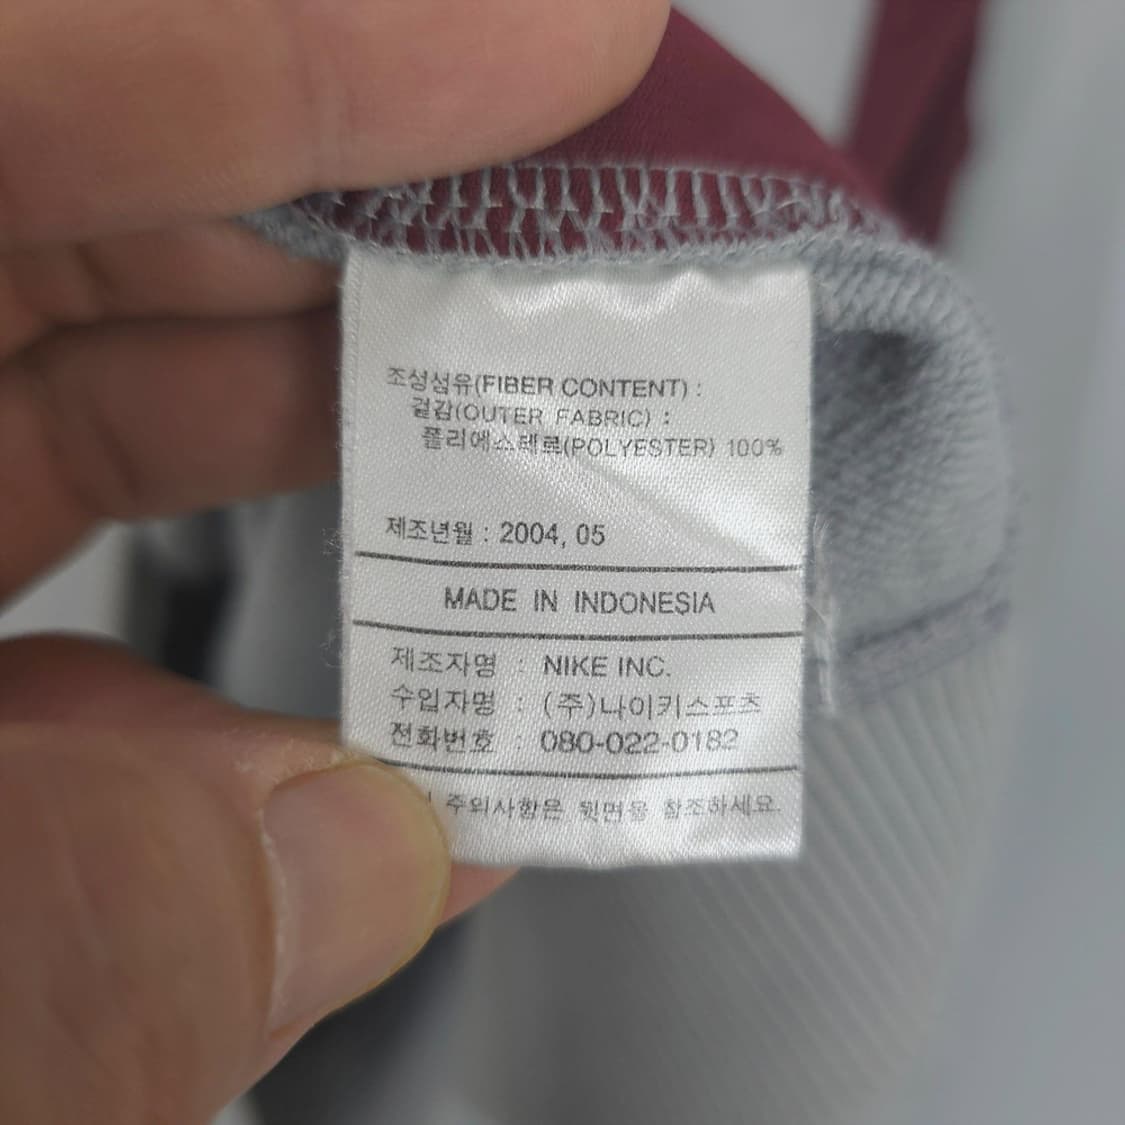 조성섬유(FIBER CONTENT) :
겉감(OUTER FABRIC) :
폴리에스테르(POLYESTER) 100%
제조년월 : 2004, 05
MADE IN INDONESIA
제조자명 : NIKE INC.
수입자명 : (주)나이키스포츠
전화번호 : 080-022-0182
주의사항은 뒷면을 참조하세요.